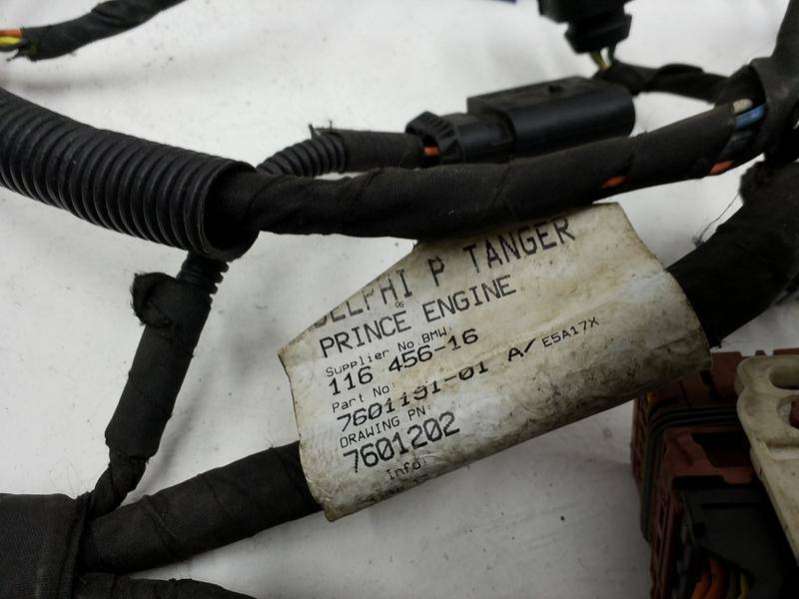 DELPHI P TANGER
PRINCE ENGINE
Supplier No BMW:
116 456-16
Part No:
7601191-01 A/ E5A17X
DRAWING PN:
7601202
Info: